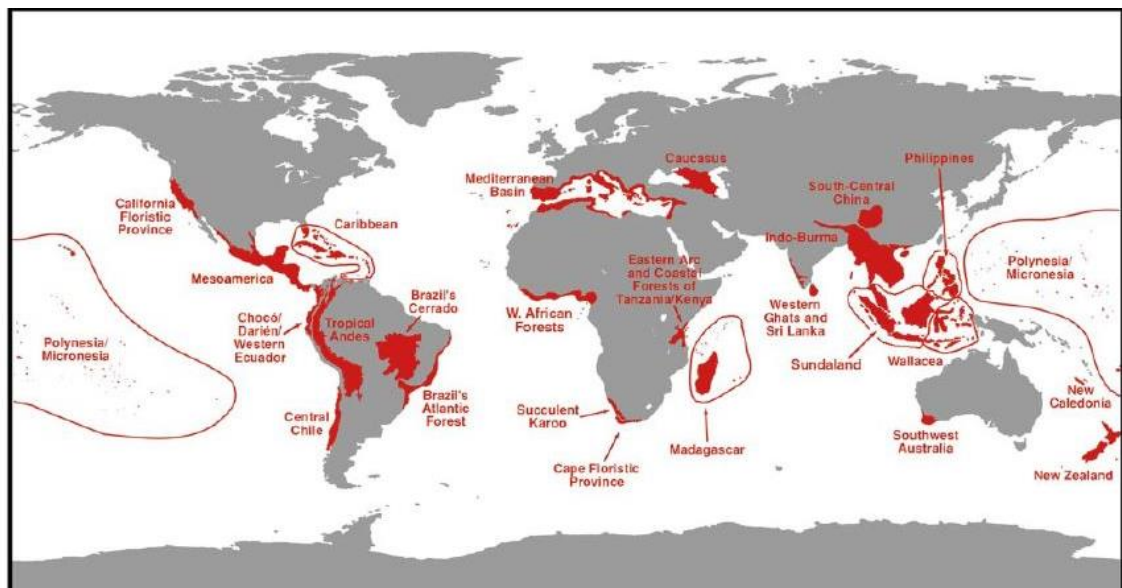 California
Floristic
Province
Caribbean
Mesoamerica
Polynesia/
Micronesia
Chocó/
Darién/
Western
Ecuador
Tropical
Andes
Brazil's
Cerrado
Brazil's
Atlantic
Forest
Central
Chile
Mediterranean
Basin
Caucasus
W. African
Forests
Eastern Arc
and Coastal
Forests of
Tanzania/Kenya
Succulent
Karoo
Cape Floristic
Province
Madagascar
Philippines
South-Central
China
Indo-Burma
Western
Ghats and
Sri Lanka
Sundaland
Wallacea
Polynesia/
Micronesia
New
Caledonia
Southwest
Australia
New Zealand